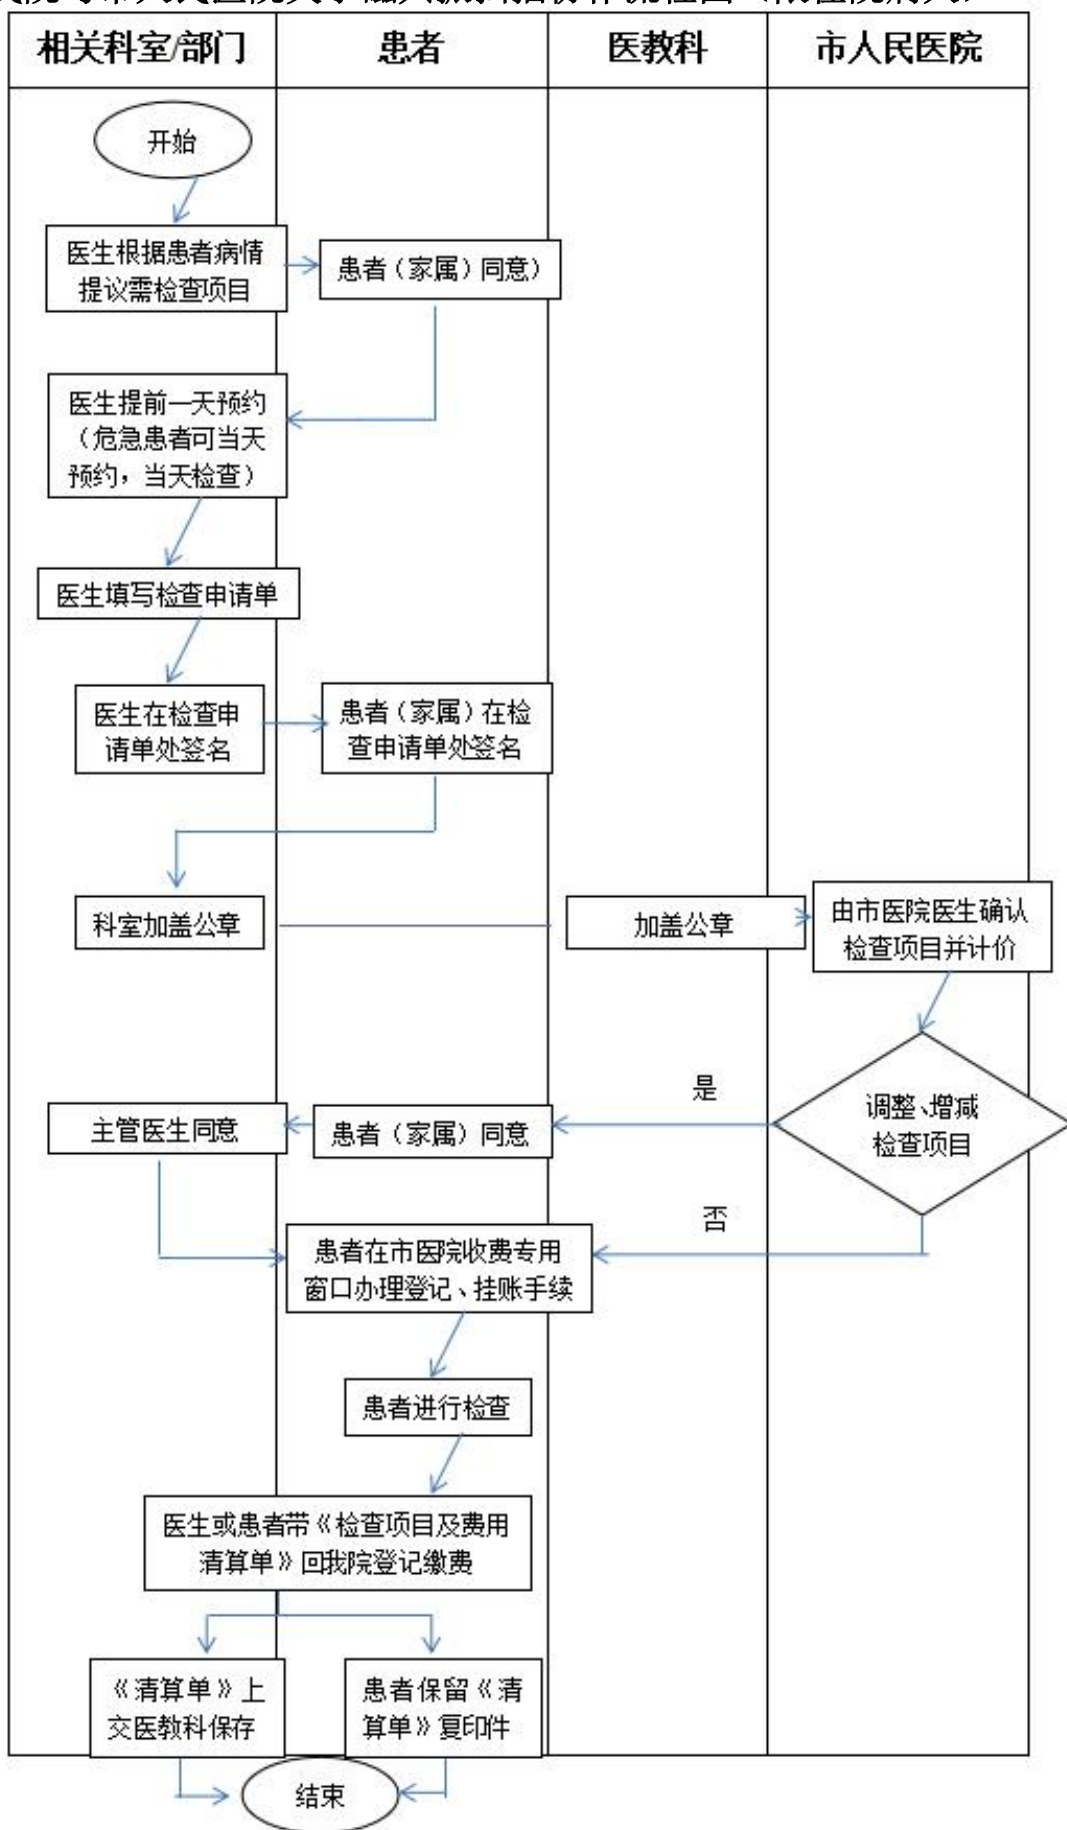 相关科室/部门
患者
医教科
市人民医院
开始
医生根据患者病情
提议需检查项目
患者（家属）同意）
医生提前一天预约
（危急患者可当天
预约，当天检查）
医生填写检查申请单
医生在检查申
请单处签名
患者（家属）在检
查申请单处签名
科室加盖公章
加盖公章
由市医院医生确认
检查项目并计价
调整、增减
检查项目
是
患者（家属）同意
主管医生同意
否
患者在市医院收费专用
窗口办理登记、挂账手续
患者进行检查
医生或患者带《检查项目及费用
清算单》回我院登记缴费
《清算单》上
交医教科保存
患者保留《清
算单》复印件
结束